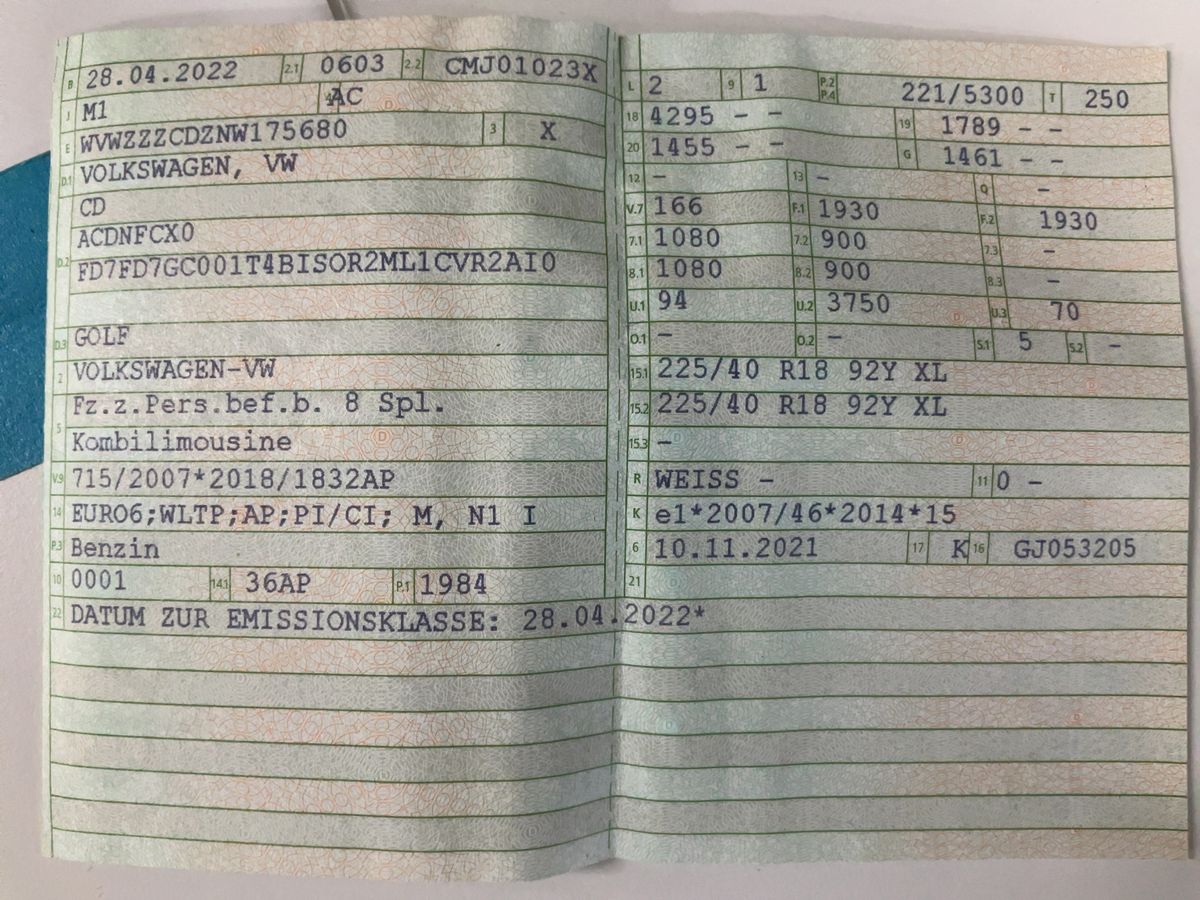 B 28.04.2022 2.1 0603 2.2 CMJ01023X
J M1 4 AC
E WVWZZZCDZNW175680 3 X
D.1 VOLKSWAGEN, VW
CD
ACDNFCX0
D.2 FD7FD7GC001T4BISOR2ML1CVR2AI0
D.3 GOLF
2 VOLKSWAGEN-VW
Fz.z.Pers.bef.b. 8 Spl.
5 Kombilimousine
V.9 715/2007*2018/1832AP
14 EURO6;WLTP;AP;PI/CI; M, N1 I
P.3 Benzin
10 0001 14.1 36AP P.1 1984
22 DATUM ZUR EMISSIONSKLASSE: 28.04.2022*
L 2 9 1 P.2 P.4 221/5300 T 250
18 4295 - - 19 1789 - -
20 1455 - - G 1461 - -
12 - 13 - Q -
V.7 166 F.1 1930 F.2 1930
7.1 1080 7.2 900 7.3 -
8.1 1080 8.2 900 8.3 -
U.1 94 U.2 3750 U.3 70
O.1 - O.2 - S.1 5 S.2 -
15.1 225/40 R18 92Y XL
15.2 225/40 R18 92Y XL
15.3 -
R WEISS - 11 0 -
K e1*2007/46*2014*15
6 10.11.2021 17 K 16 GJ053205
21